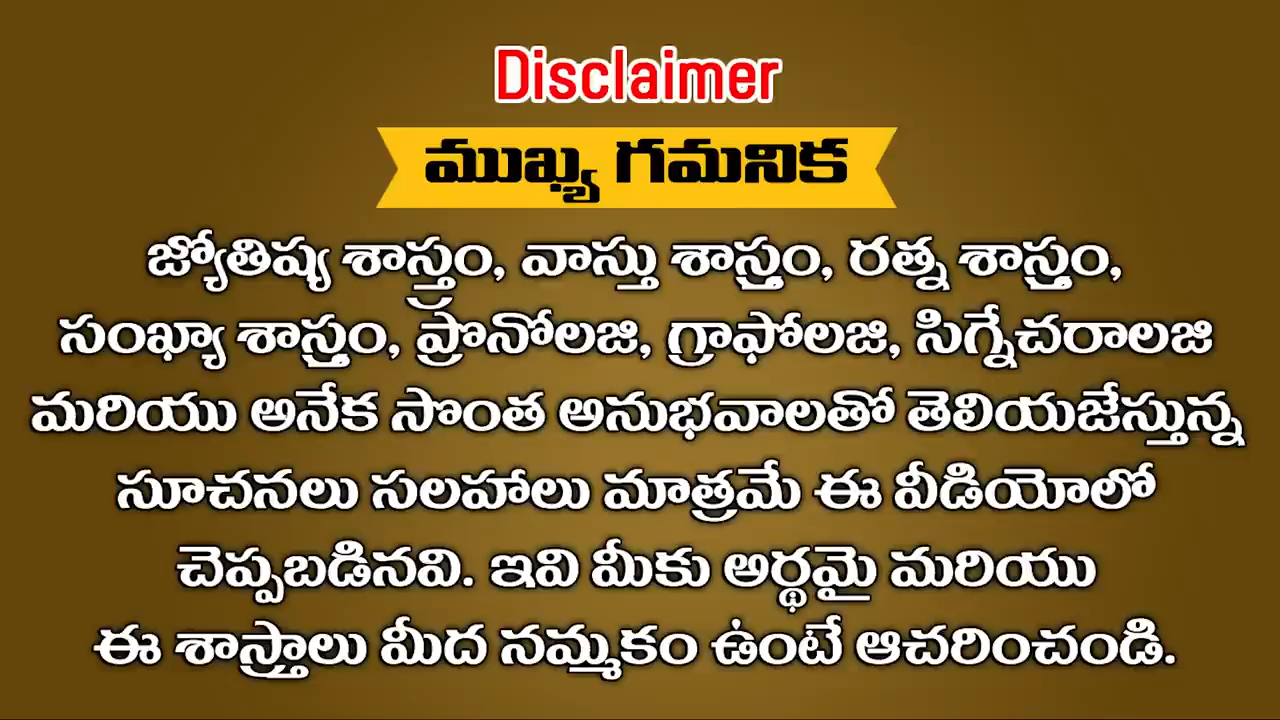 Disclaimer
ముఖ్య గమనిక
జ్యోతిష్య శాస్త్రం, వాస్తు శాస్త్రం, రత్న శాస్త్రం,
సంఖ్యా శాస్త్రం, ప్రొనోలజి, గ్రాఫోలజి, సిగ్నేచరాలజి
మరియు అనేక సొంత అనుభవాలతో తెలియజేస్తున్న
సూచనలు సలహాలు మాత్రమే ఈ వీడియోలో
చెప్పబడినవి. ఇవి మీకు అర్థమై మరియు
ఈ శాస్త్రాలు మీద నమ్మకం ఉంటే ఆచరించండి.